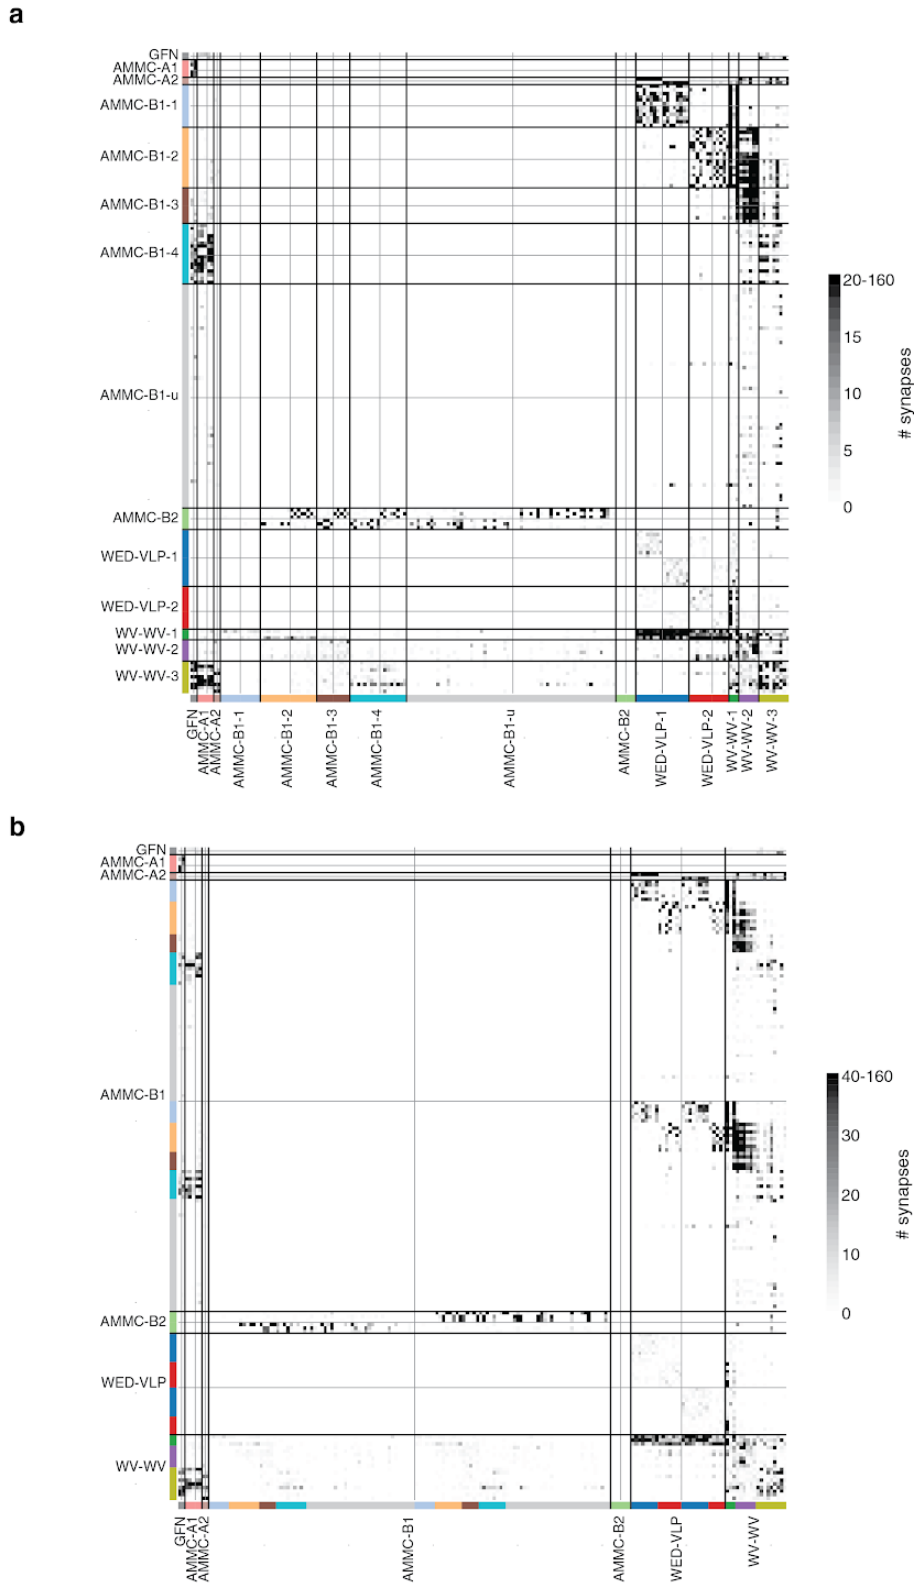 a
GFN
AMMC-A1
AMMC-A2
AMMC-B1-1
AMMC-B1-2
AMMC-B1-3
AMMC-B1-4
AMMC-B1-u
AMMC-B2
WED-VLP-1
WED-VLP-2
WV-WV-1
WV-WV-2
WV-WV-3
GFN
AMMC-A1
AMMC-A2
AMMC-B1-1
AMMC-B1-2
AMMC-B1-3
AMMC-B1-4
AMMC-B1-u
AMMC-B2
WED-VLP-1
WED-VLP-2
WV-WV-1
WV-WV-2
WV-WV-3
20-160
15
10
5
0
# synapses
b
GFN
AMMC-A1
AMMC-A2
AMMC-B1
AMMC-B2
WED-VLP
WV-WV
GFN
AMMC-A1
AMMC-A2
AMMC-B1
AMMC-B2
WED-VLP
WV-WV
40-160
30
20
10
0
# synapses